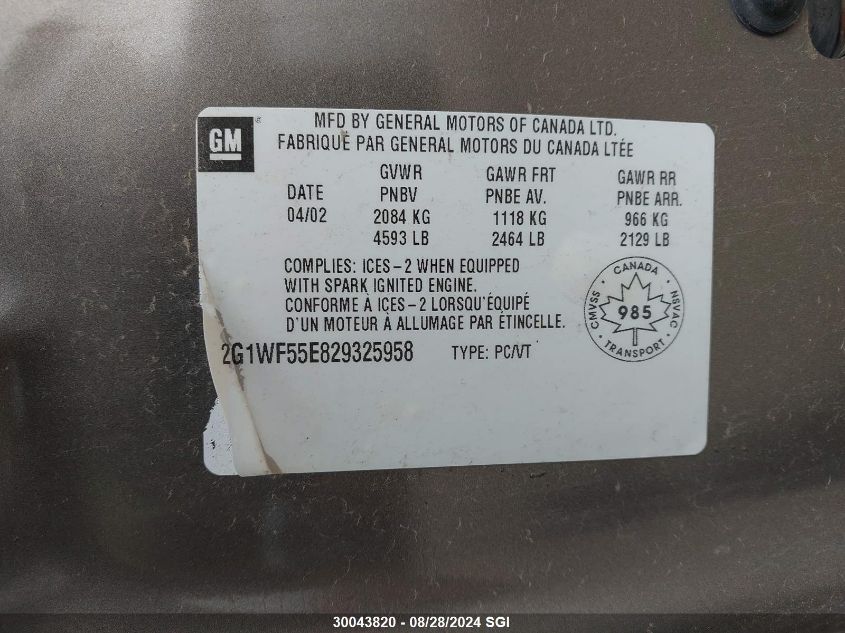 GM
MFD BY GENERAL MOTORS OF CANADA LTD.
FABRIQUE PAR GENERAL MOTORS DU CANADA LTÉE
GVWR GAWR FRT GAWR RR
DATE PNBV PNBE AV. PNBE ARR.
04/02 2084 KG 1118 KG 966 KG
4593 LB 2464 LB 2129 LB
COMPLIES: ICES-2 WHEN EQUIPPED
WITH SPARK IGNITED ENGINE.
CONFORME À ICES-2 LORSQU'ÉQUIPÉ
D'UN MOTEUR À ALLUMAGE PAR ÉTINCELLE.
CANADA
CMVSS 985 NSVAC
TRANSPORT
2G1WF55E829325958 TYPE: PC/VT
30043820 - 08/28/2024 SGI